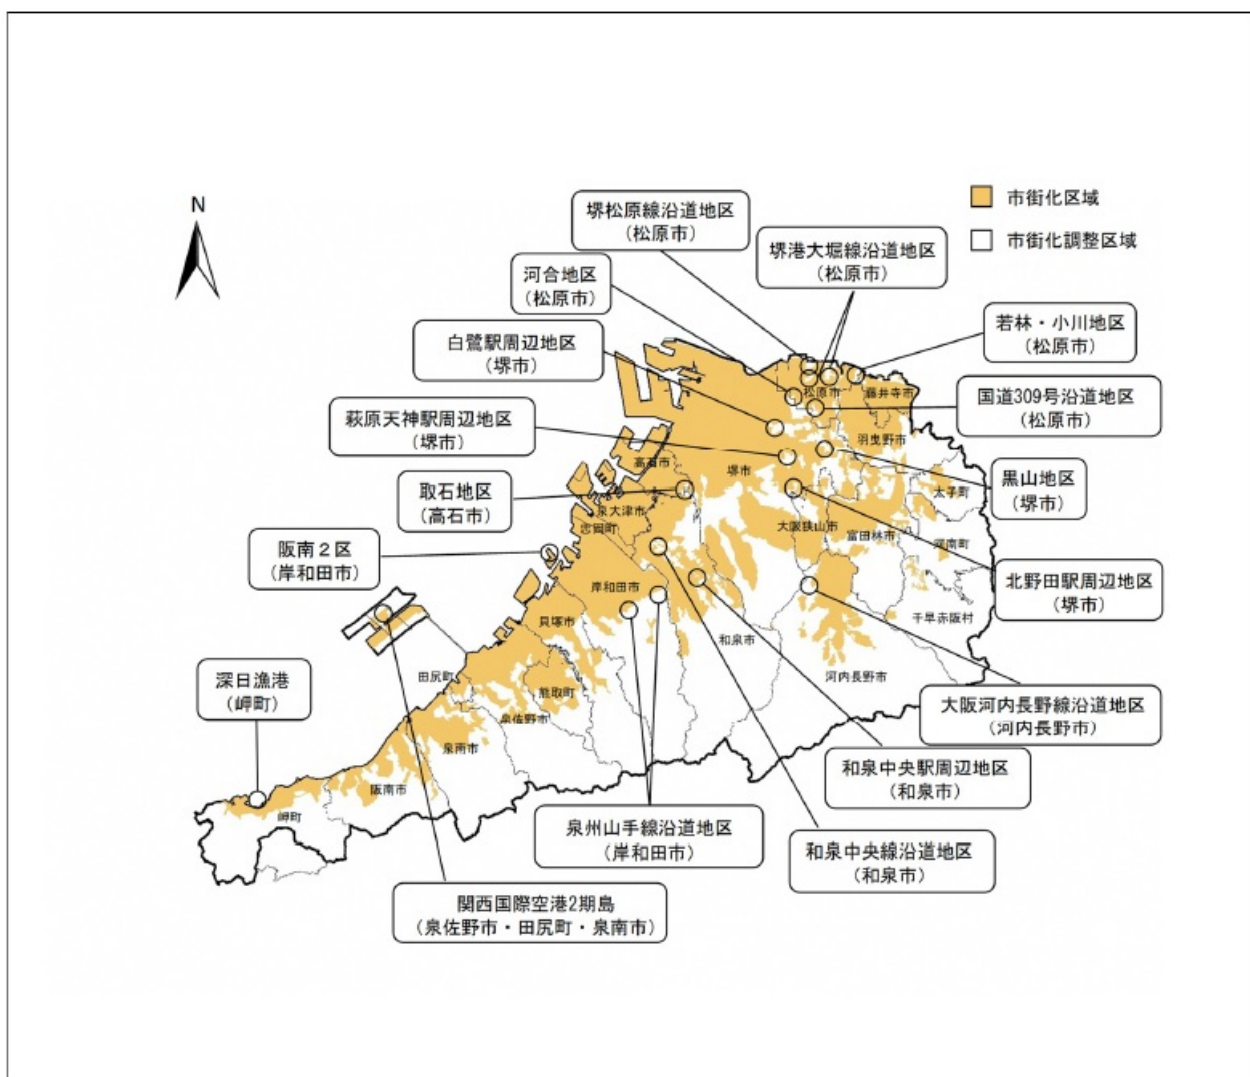 N
市街化区域
市街化調整区域
堺松原線沿道地区
(松原市)
堺港大堀線沿道地区
(松原市)
河合地区
(松原市)
若林・小川地区
(松原市)
白鷺駅周辺地区
(堺市)
国道309号沿道地区
(松原市)
萩原天神駅周辺地区
(堺市)
黒山地区
(堺市)
取石地区
(高石市)
阪南2区
(岸和田市)
北野田駅周辺地区
(堺市)
深日漁港
(岬町)
大阪河内長野線沿道地区
(河内長野市)
和泉中央駅周辺地区
(和泉市)
泉州山手線沿道地区
(岸和田市)
和泉中央線沿道地区
(和泉市)
関西国際空港2期島
(泉佐野市・田尻町・泉南市)
松原市
藤井寺市
羽曳野市
高石市
堺市
太子町
泉大津市
忠岡町
大阪狭山市
富田林市
河南町
岸和田市
千早赤阪村
貝塚市
和泉市
田尻町
熊取町
河内長野市
泉佐野市
泉南市
阪南市
岬町